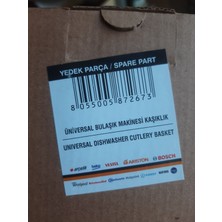 YEDEK PARÇA / SPARE PART
8 055005 872673
ÜNİVERSAL BULAŞIK MAKİNESİ KAŞIKLIK
UNIVERSAL DISHWASHER CUTLERY BASKET
ARISTON BOSCH